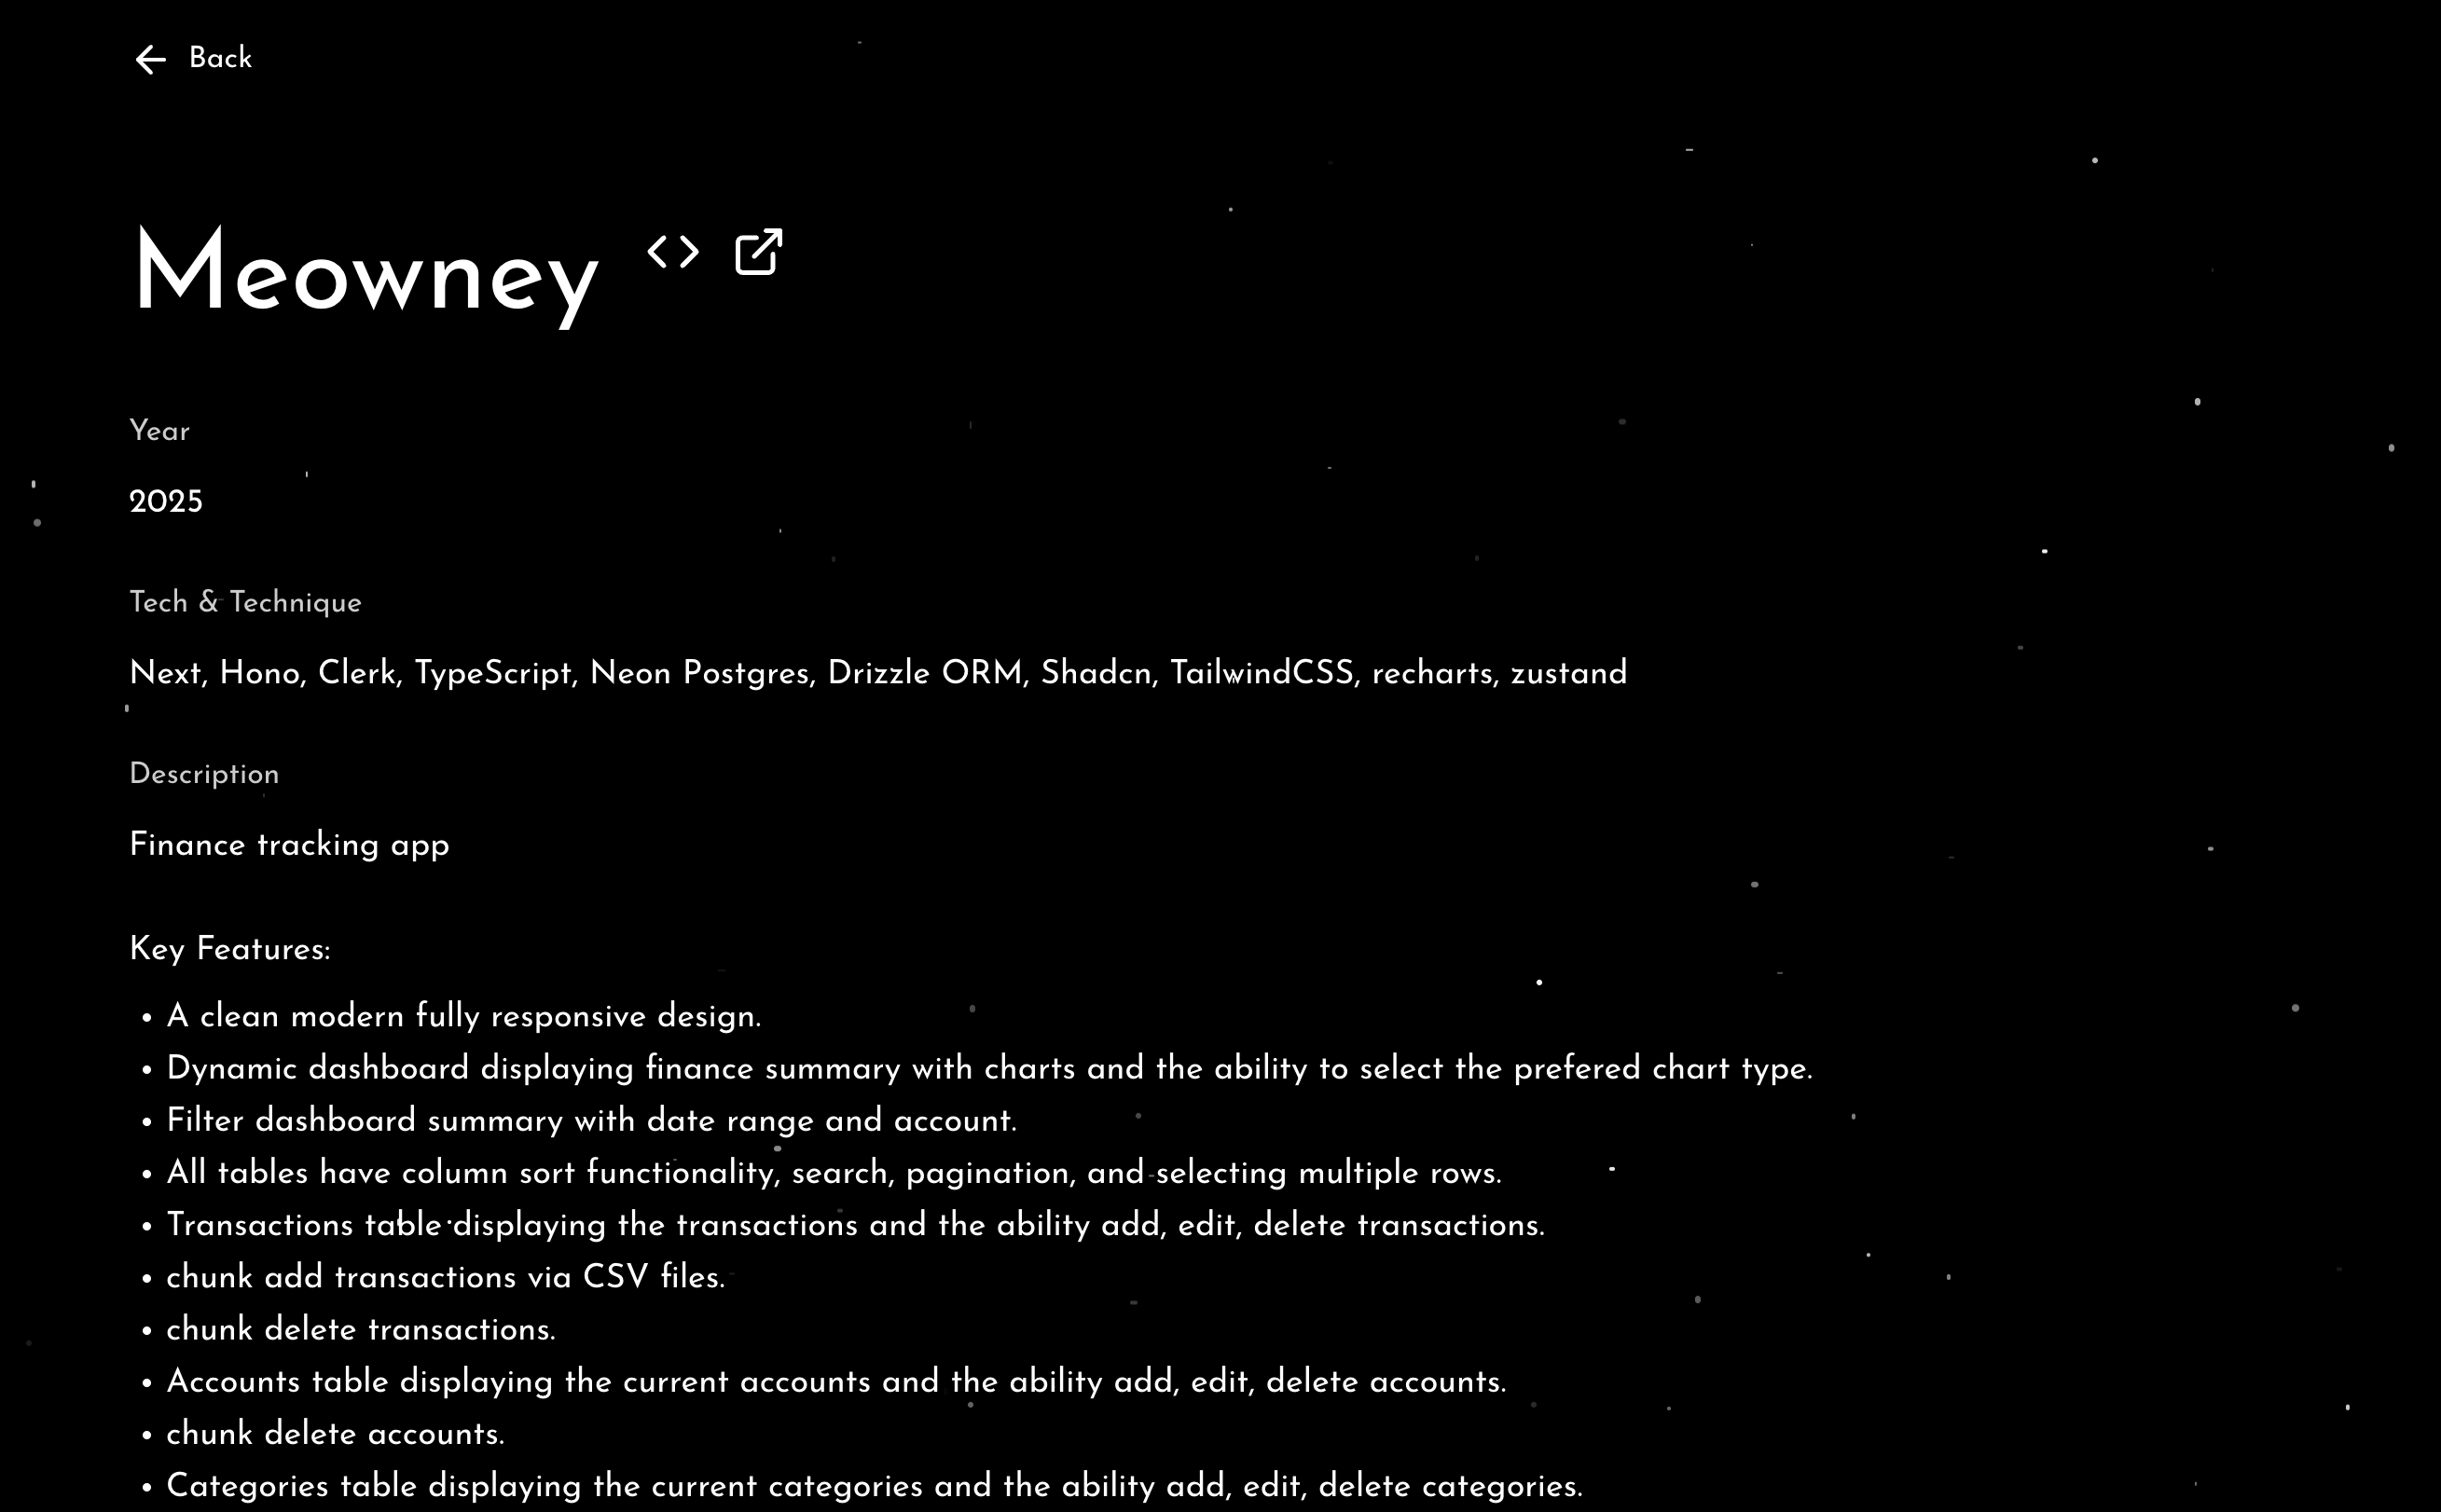 Back
Meowney
Year
2025
Tech & Technique
Next, Hono, Clerk, TypeScript, Neon Postgres, Drizzle ORM, Shadcn, TailwindCSS, recharts, zustand
Description
Finance tracking app
Key Features:
• A clean modern fully responsive design.
• Dynamic dashboard displaying finance summary with charts and the ability to select the prefered chart type.
• Filter dashboard summary with date range and account.
• All tables have column sort functionality, search, pagination, and selecting multiple rows.
• Transactions table displaying the transactions and the ability add, edit, delete transactions.
• chunk add transactions via CSV files.
• chunk delete transactions.
• Accounts table displaying the current accounts and the ability add, edit, delete accounts.
• chunk delete accounts.
• Categories table displaying the current categories and the ability add, edit, delete categories.